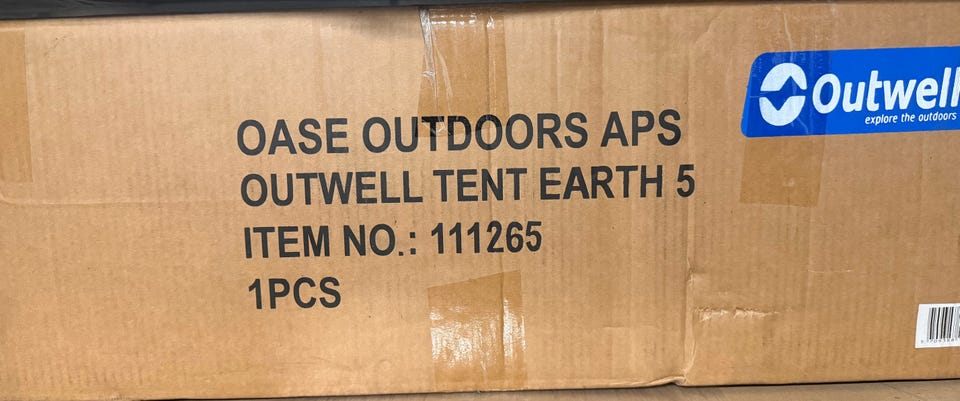 OASE OUTDOORS APS
OUTWELL TENT EARTH 5
ITEM NO.: 111265
1PCS
Outwell
explore the outdoors